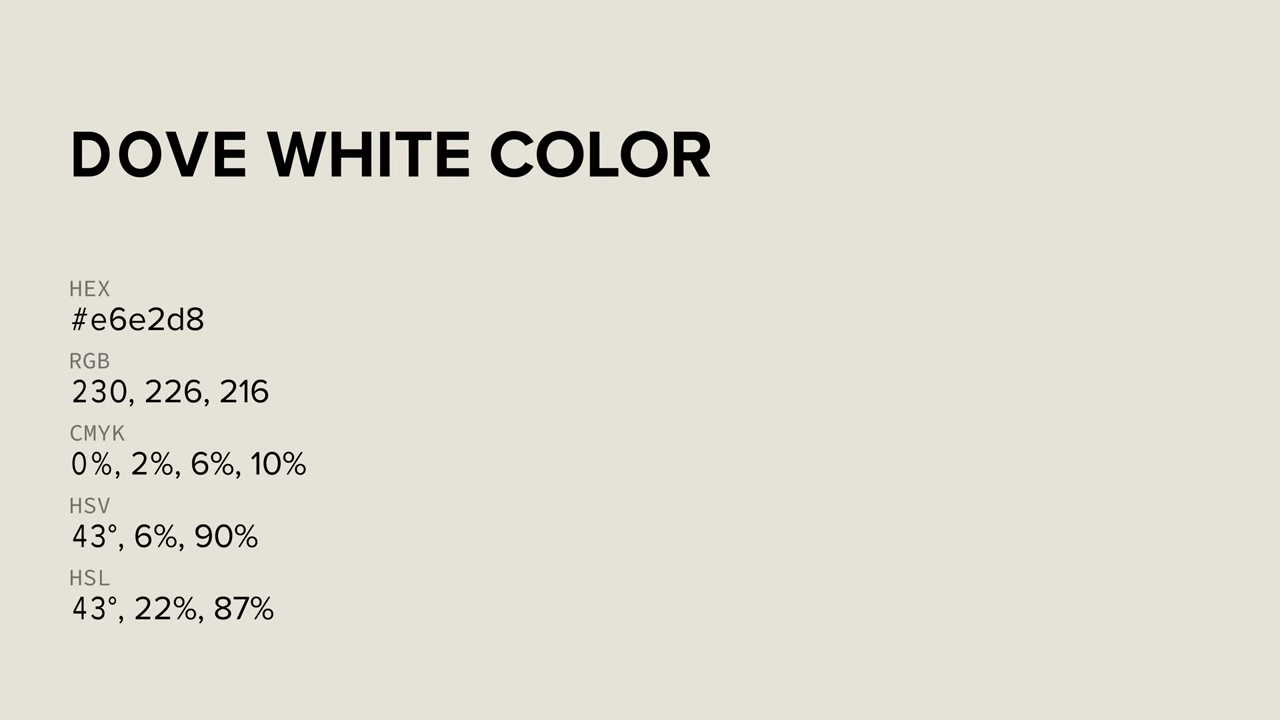 DOVE WHITE COLOR
HEX
#e6e2d8
RGB
230, 226, 216
CMYK
0%, 2%, 6%, 10%
HSV
43°, 6%, 90%
HSL
43°, 22%, 87%